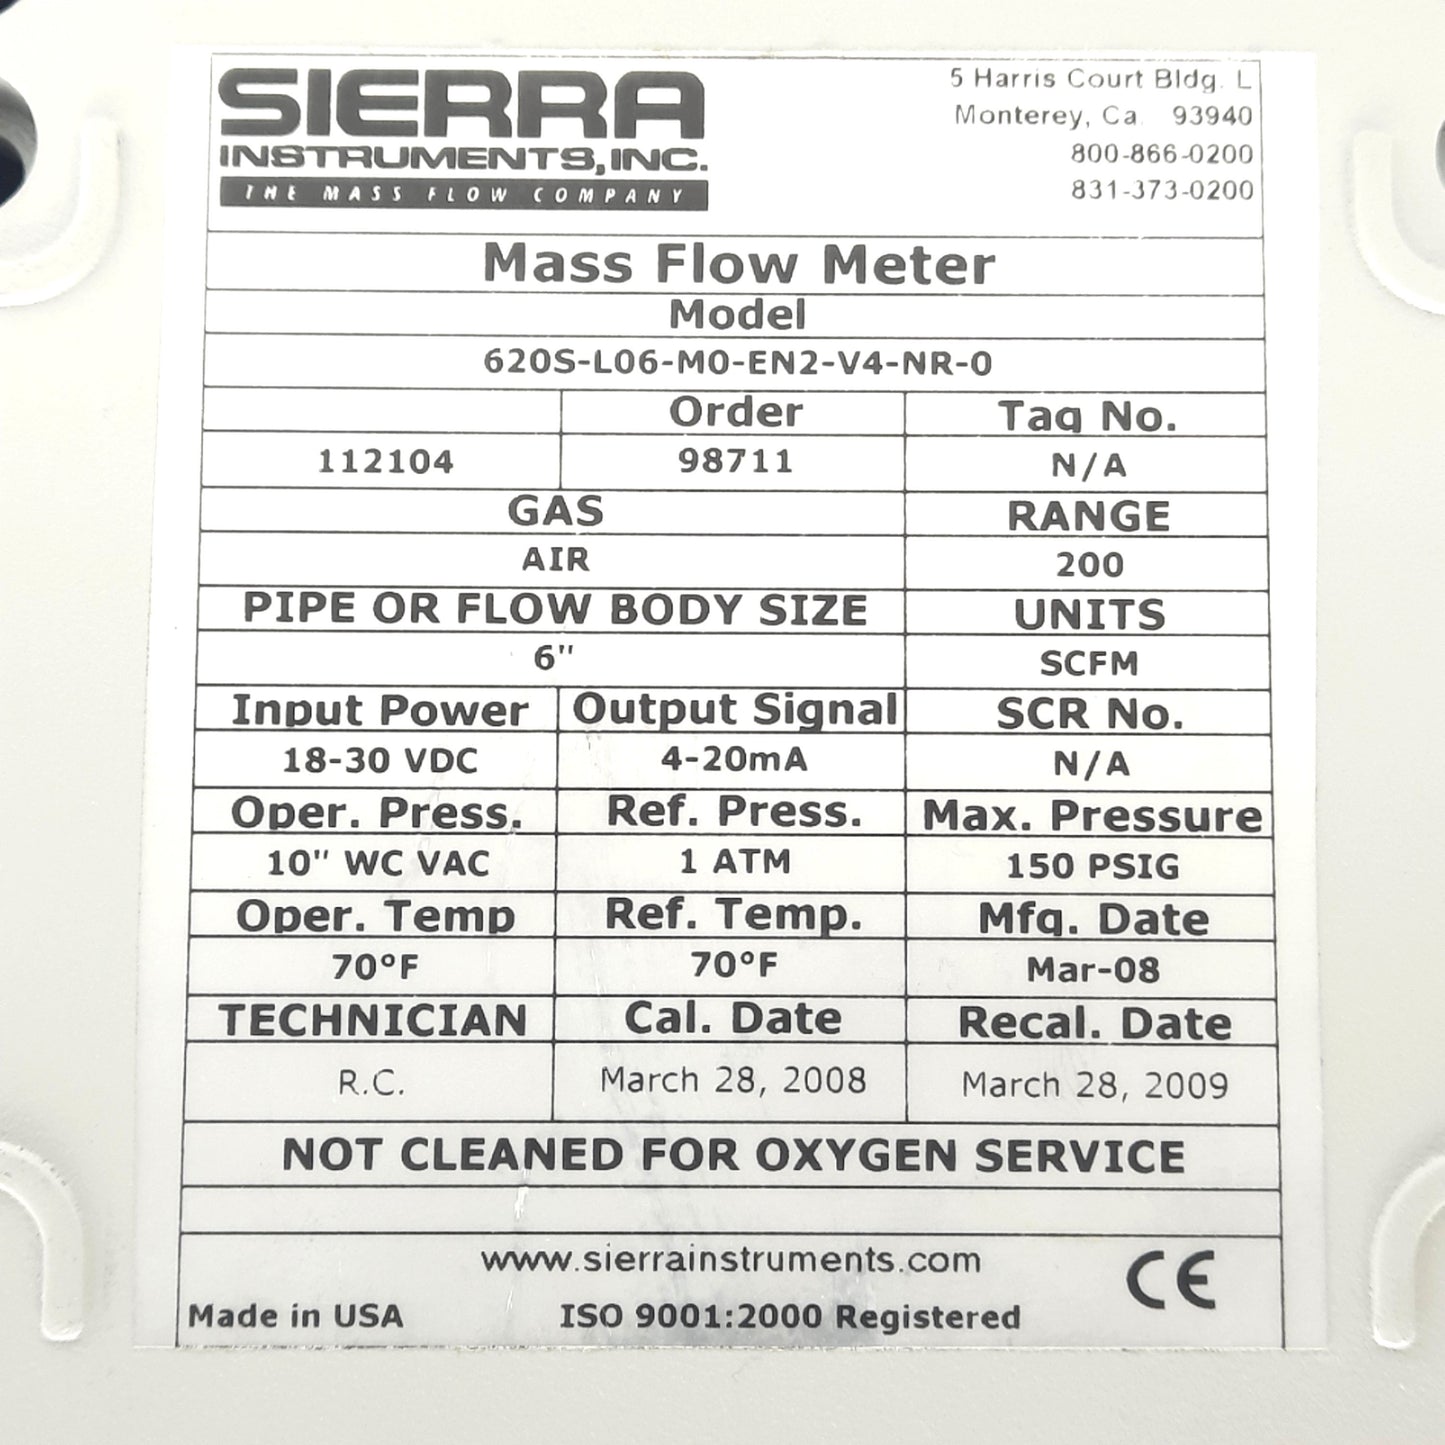 SIERRA
INSTRUMENTS, INC.
THE MASS FLOW COMPANY
5 Harris Court Bldg. L
Monterey, Ca. 93940
800-866-0200
831-373-0200
Mass Flow Meter
Model
620S-L06-M0-EN2-V4-NR-0
Order Tag No.
112104 98711 N/A
GAS RANGE
AIR 200
PIPE OR FLOW BODY SIZE UNITS
6" SCFM
Input Power Output Signal SCR No.
18-30 VDC 4-20mA N/A
Oper. Press. Ref. Press. Max. Pressure
10" WC VAC 1 ATM 150 PSIG
Oper. Temp Ref. Temp. Mfg. Date
70°F 70°F Mar-08
TECHNICIAN Cal. Date Recal. Date
R.C. March 28, 2008 March 28, 2009
NOT CLEANED FOR OXYGEN SERVICE
www.sierrainstruments.com
CE
Made in USA ISO 9001:2000 Registered